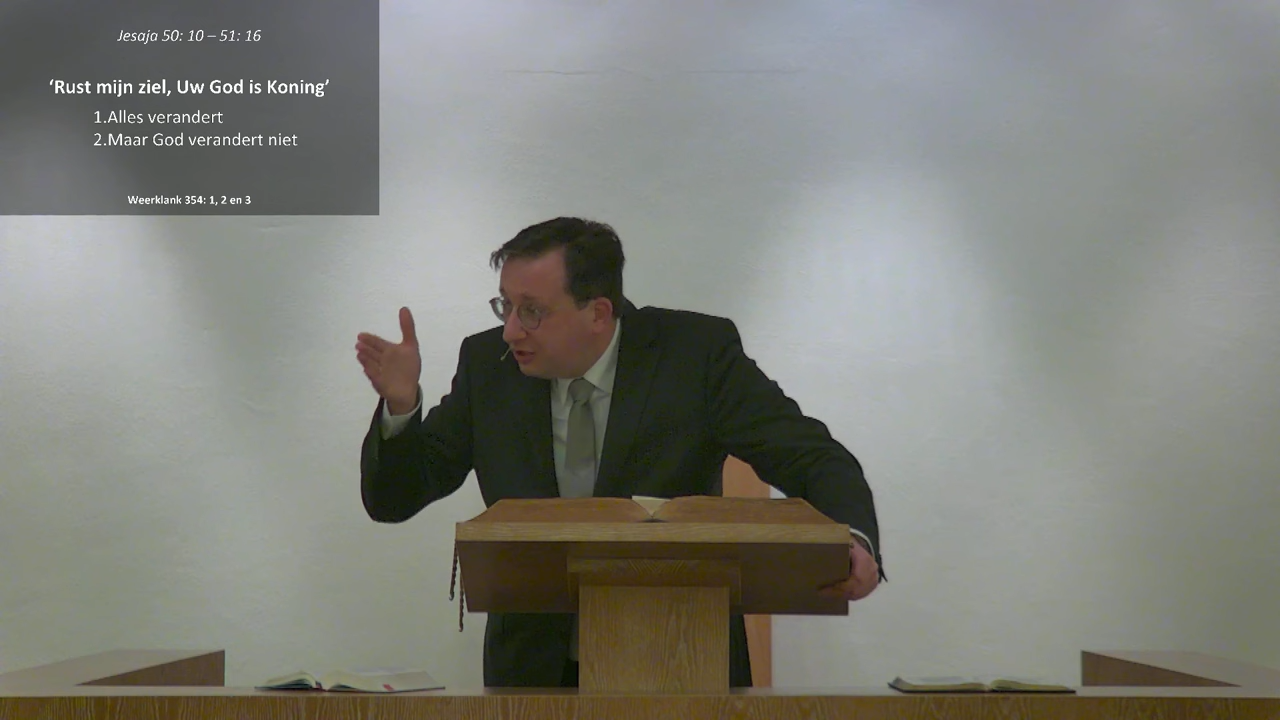 Jesaja 50: 10 – 51: 16
‘Rust mijn ziel, Uw God is Koning’
1.Alles verandert
2.Maar God verandert niet
Weerklank 354: 1, 2 en 3